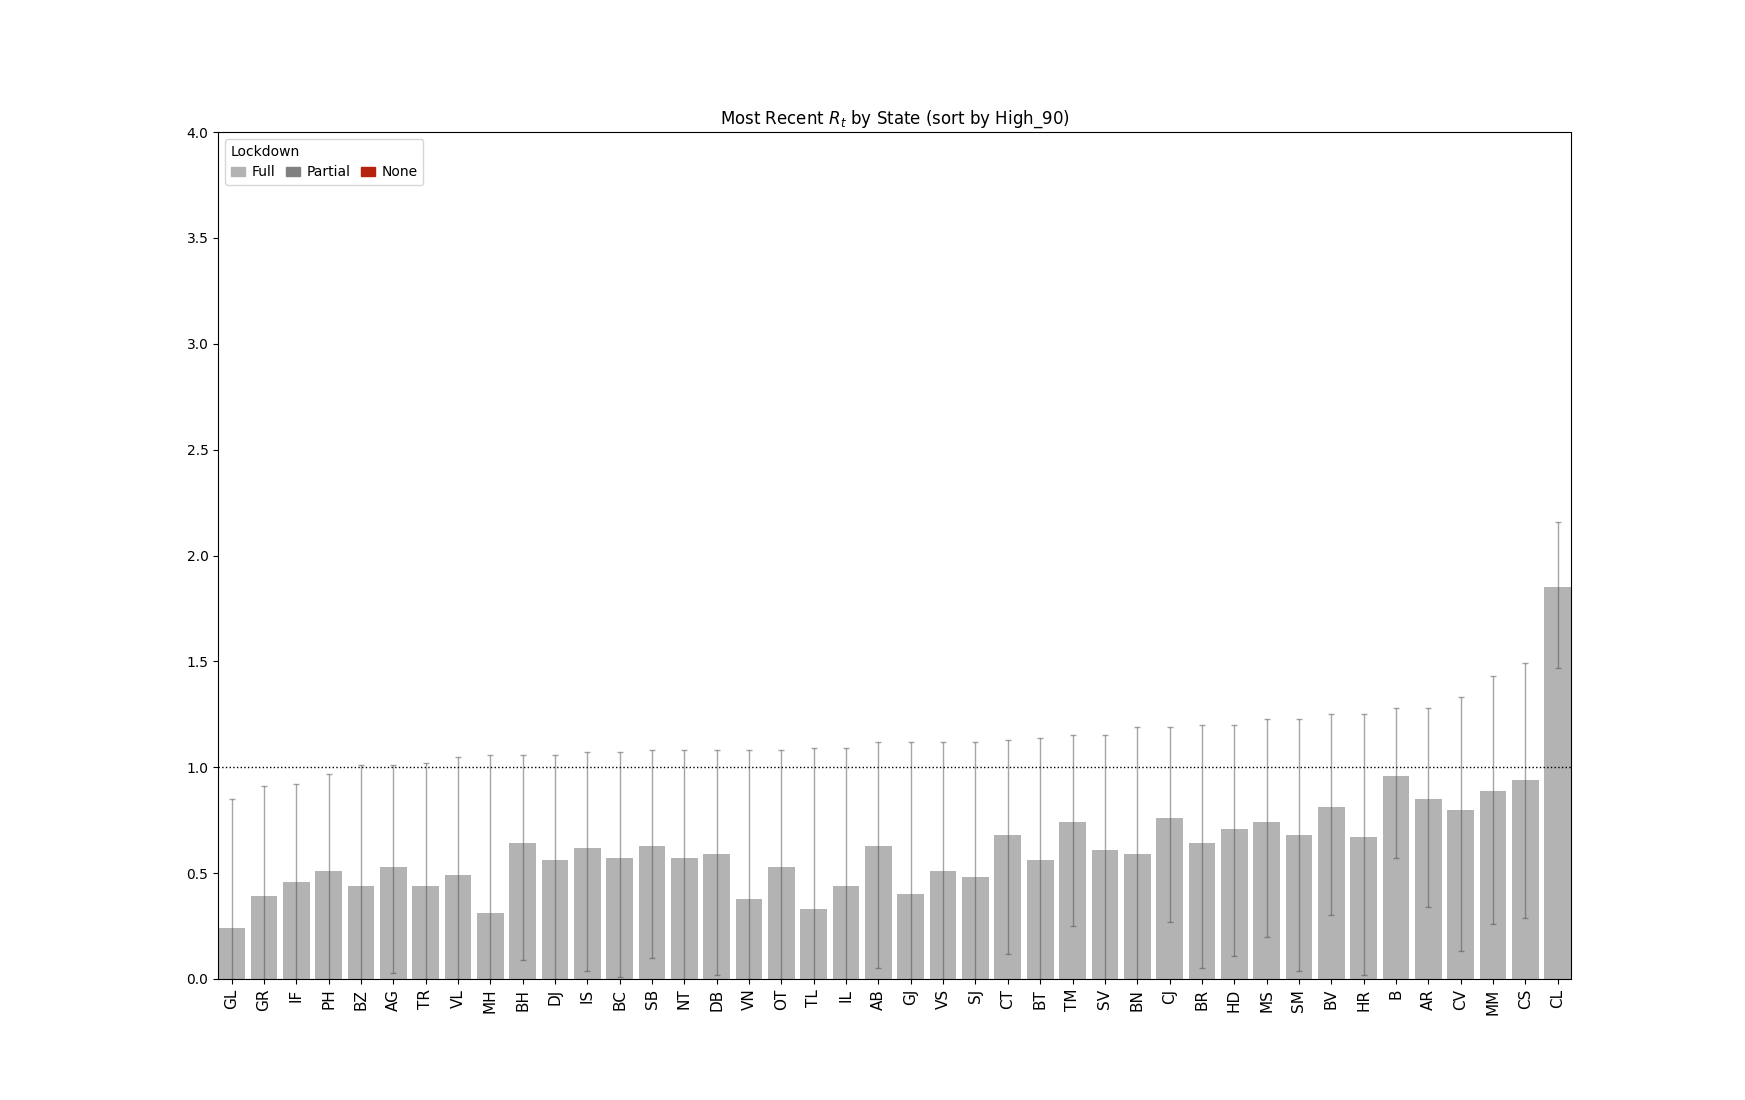 Most Recent Rt by State (sort by High_90)
4.0
Lockdown
Full Partial None
3.5
3.0
2.5
2.0
1.5
1.0
0.5
0.0
GL GR IF PH BZ AG TR VL MH BH DJ IS BC SB NT DB VN OT TL IL AB GJ VS SJ CT BT TM SV BN CJ BR HD MS SM BV HR B AR CV MM CS CL